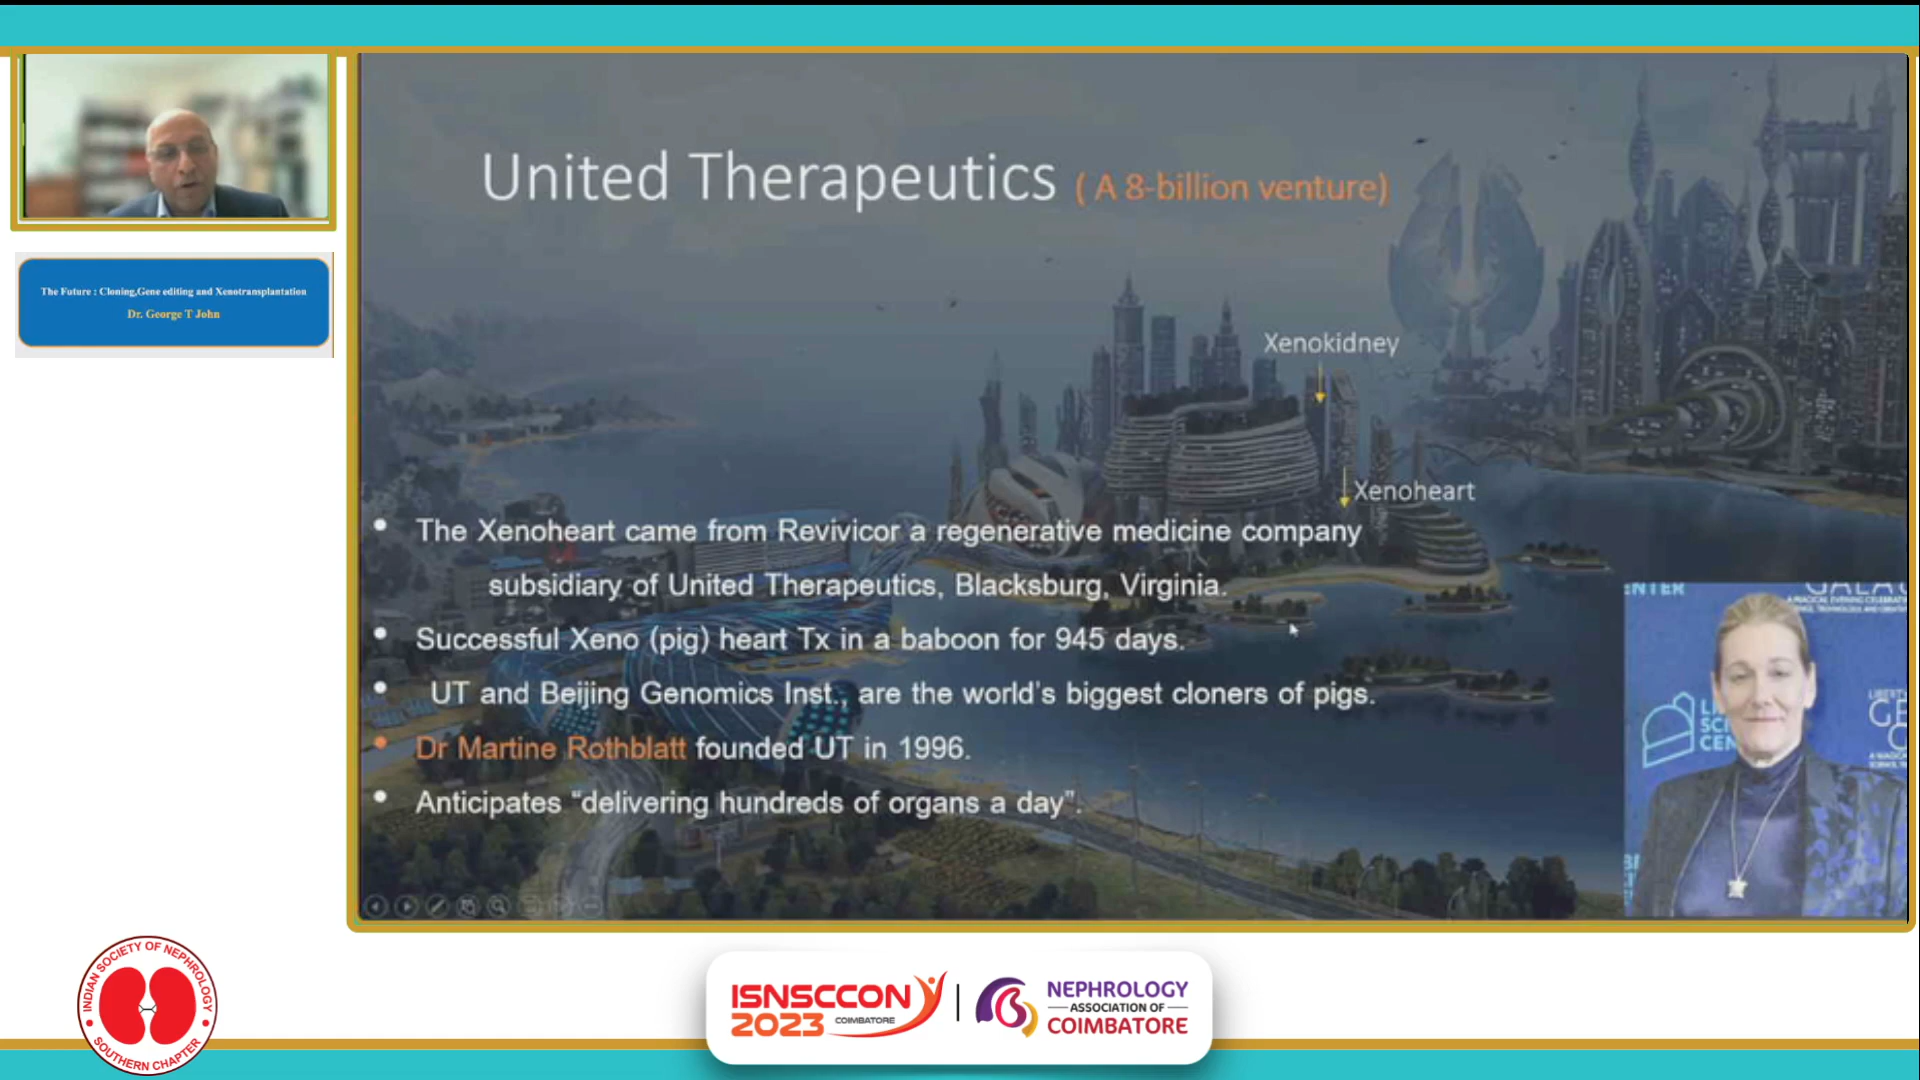 The Future : Cloning,Gene editing and Xenotransplantation
Dr. George T John
United Therapeutics ( A 8-billion venture)
Xenokidney
Xenoheart
• The Xenoheart came from Revivicor a regenerative medicine company
subsidiary of United Therapeutics, Blacksburg, Virginia.
• Successful Xeno (pig) heart Tx in a baboon for 945 days.
• UT and Beijing Genomics Inst., are the world's biggest cloners of pigs.
• Dr Martine Rothblatt founded UT in 1996.
• Anticipates “delivering hundreds of organs a day”.
INDIAN SOCIETY OF NEPHROLOGY
SOUTHERN CHAPTER
ISNSCCON
2023 COIMBATORE
NEPHROLOGY
ASSOCIATION OF
COIMBATORE